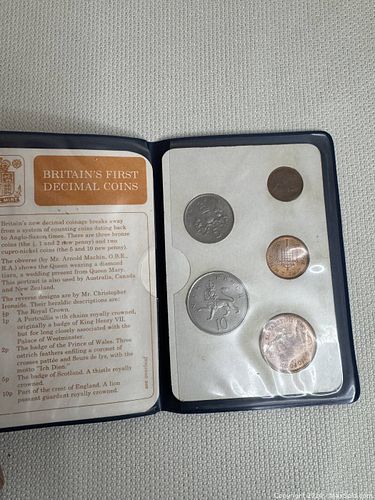 BRITAIN'S FIRST
DECIMAL COINS
Britain's new decimal coinage breaks away
from a system of counting coins dating back
to Anglo-Saxon times. There are three bronze
coins (the ½, 1 and 2 new penny) and two
cupro-nickel coins (the 5 and 10 new penny).
The obverse (by Mr. Arnold Machin, O.B.E.,
R.A.) shows the Queen wearing a diamond
tiara, a wedding present from Queen Mary.
This portrait is also used by Australia, Canada
and New Zealand.
The reverse designs are by Mr. Christopher
Ironside. Their heraldic descriptions are:
½p The Royal Crown.
1p A Portcullis with chains royally crowned,
originally a badge of King Henry VII,
but for long closely associated with the
Palace of Westminster.
2p The badge of the Prince of Wales. Three
ostrich feathers enfiling a coronet of
crosses pattée and fleurs de lys, with the
motto "Ich Dien."
5p The badge of Scotland. A thistle royally
crowned.
10p Part of the crest of England. A lion
passant guardant royally crowned.
10